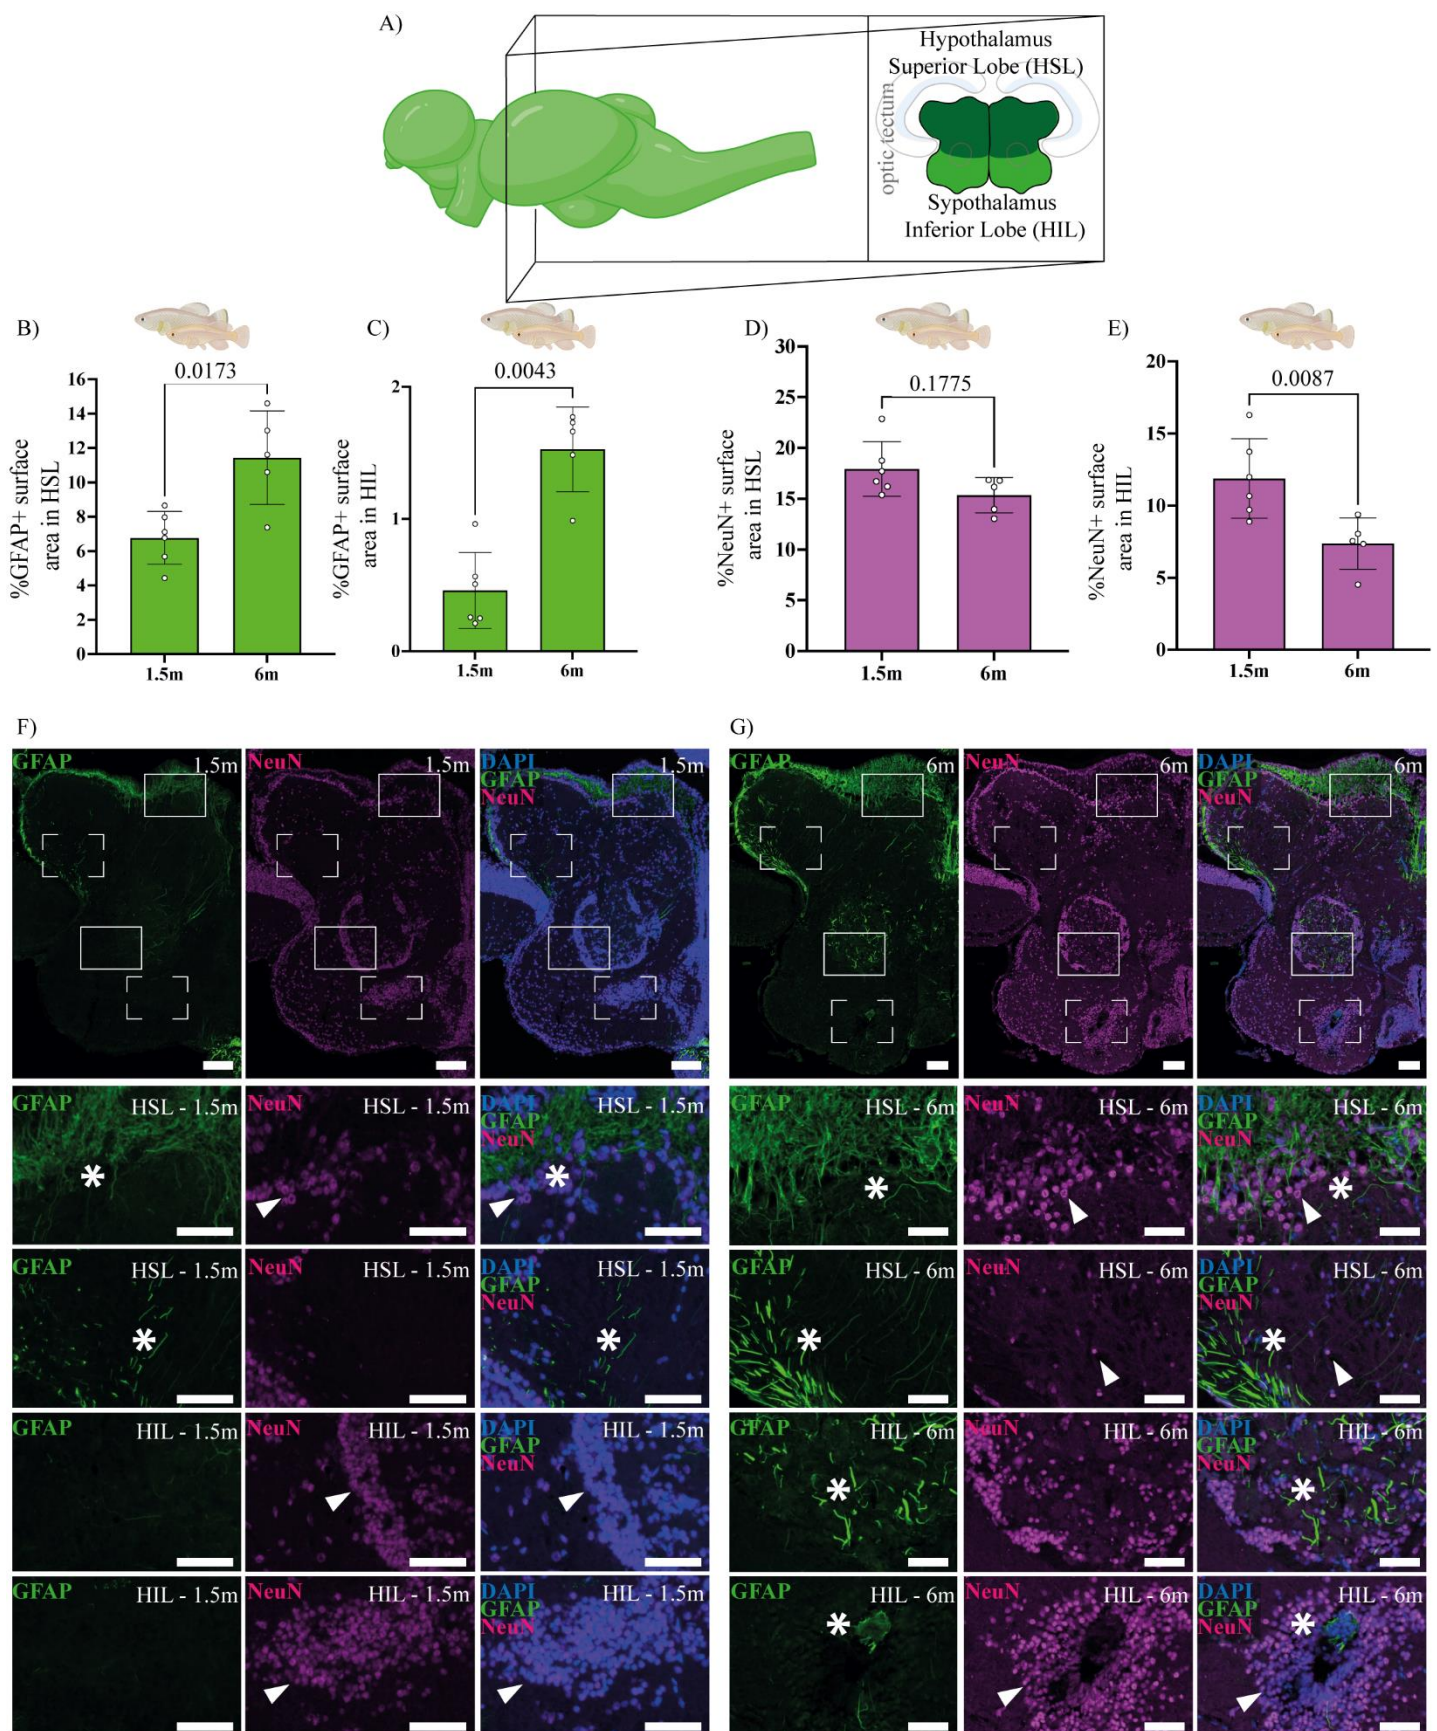 A)
Hypothalamus
Superior Lobe (HSL)
optic tectum
Sypothalamus
Inferior Lobe (HIL)
B)
0.0173
%GFAP+ surface
area in HSL
16
14
12
10
8
6
4
2
0
1.5m
6m
C)
0.0043
%GFAP+ surface
area in HIL
2
1
0
1.5m
6m
D)
0.1775
%NeuN+ surface
area in HSL
30
25
20
15
10
5
0
1.5m
6m
E)
0.0087
%NeuN+ surface
area in HIL
20
15
10
5
0
1.5m
6m
F)
GFAP
1.5m
NeuN
1.5m
DAPI
GFAP
NeuN
1.5m
GFAP
HSL - 1.5m
NeuN
HSL - 1.5m
DAPI
GFAP
NeuN
HSL - 1.5m
GFAP
HSL - 1.5m
NeuN
HSL - 1.5m
DAPI
GFAP
NeuN
HSL - 1.5m
GFAP
HIL - 1.5m
NeuN
HIL - 1.5m
DAPI
GFAP
NeuN
HIL - 1.5m
GFAP
HIL - 1.5m
NeuN
HIL - 1.5m
DAPI
GFAP
NeuN
HIL - 1.5m
G)
GFAP
6m
NeuN
6m
DAPI
GFAP
NeuN
6m
GFAP
HSL - 6m
NeuN
HSL - 6m
DAPI
GFAP
NeuN
HSL - 6m
GFAP
HSL - 6m
NeuN
HSL - 6m
DAPI
GFAP
NeuN
HSL - 6m
GFAP
HIL - 6m
NeuN
HIL - 6m
DAPI
GFAP
NeuN
HIL - 6m
GFAP
HIL - 6m
NeuN
HIL - 6m
DAPI
GFAP
NeuN
HIL - 6m